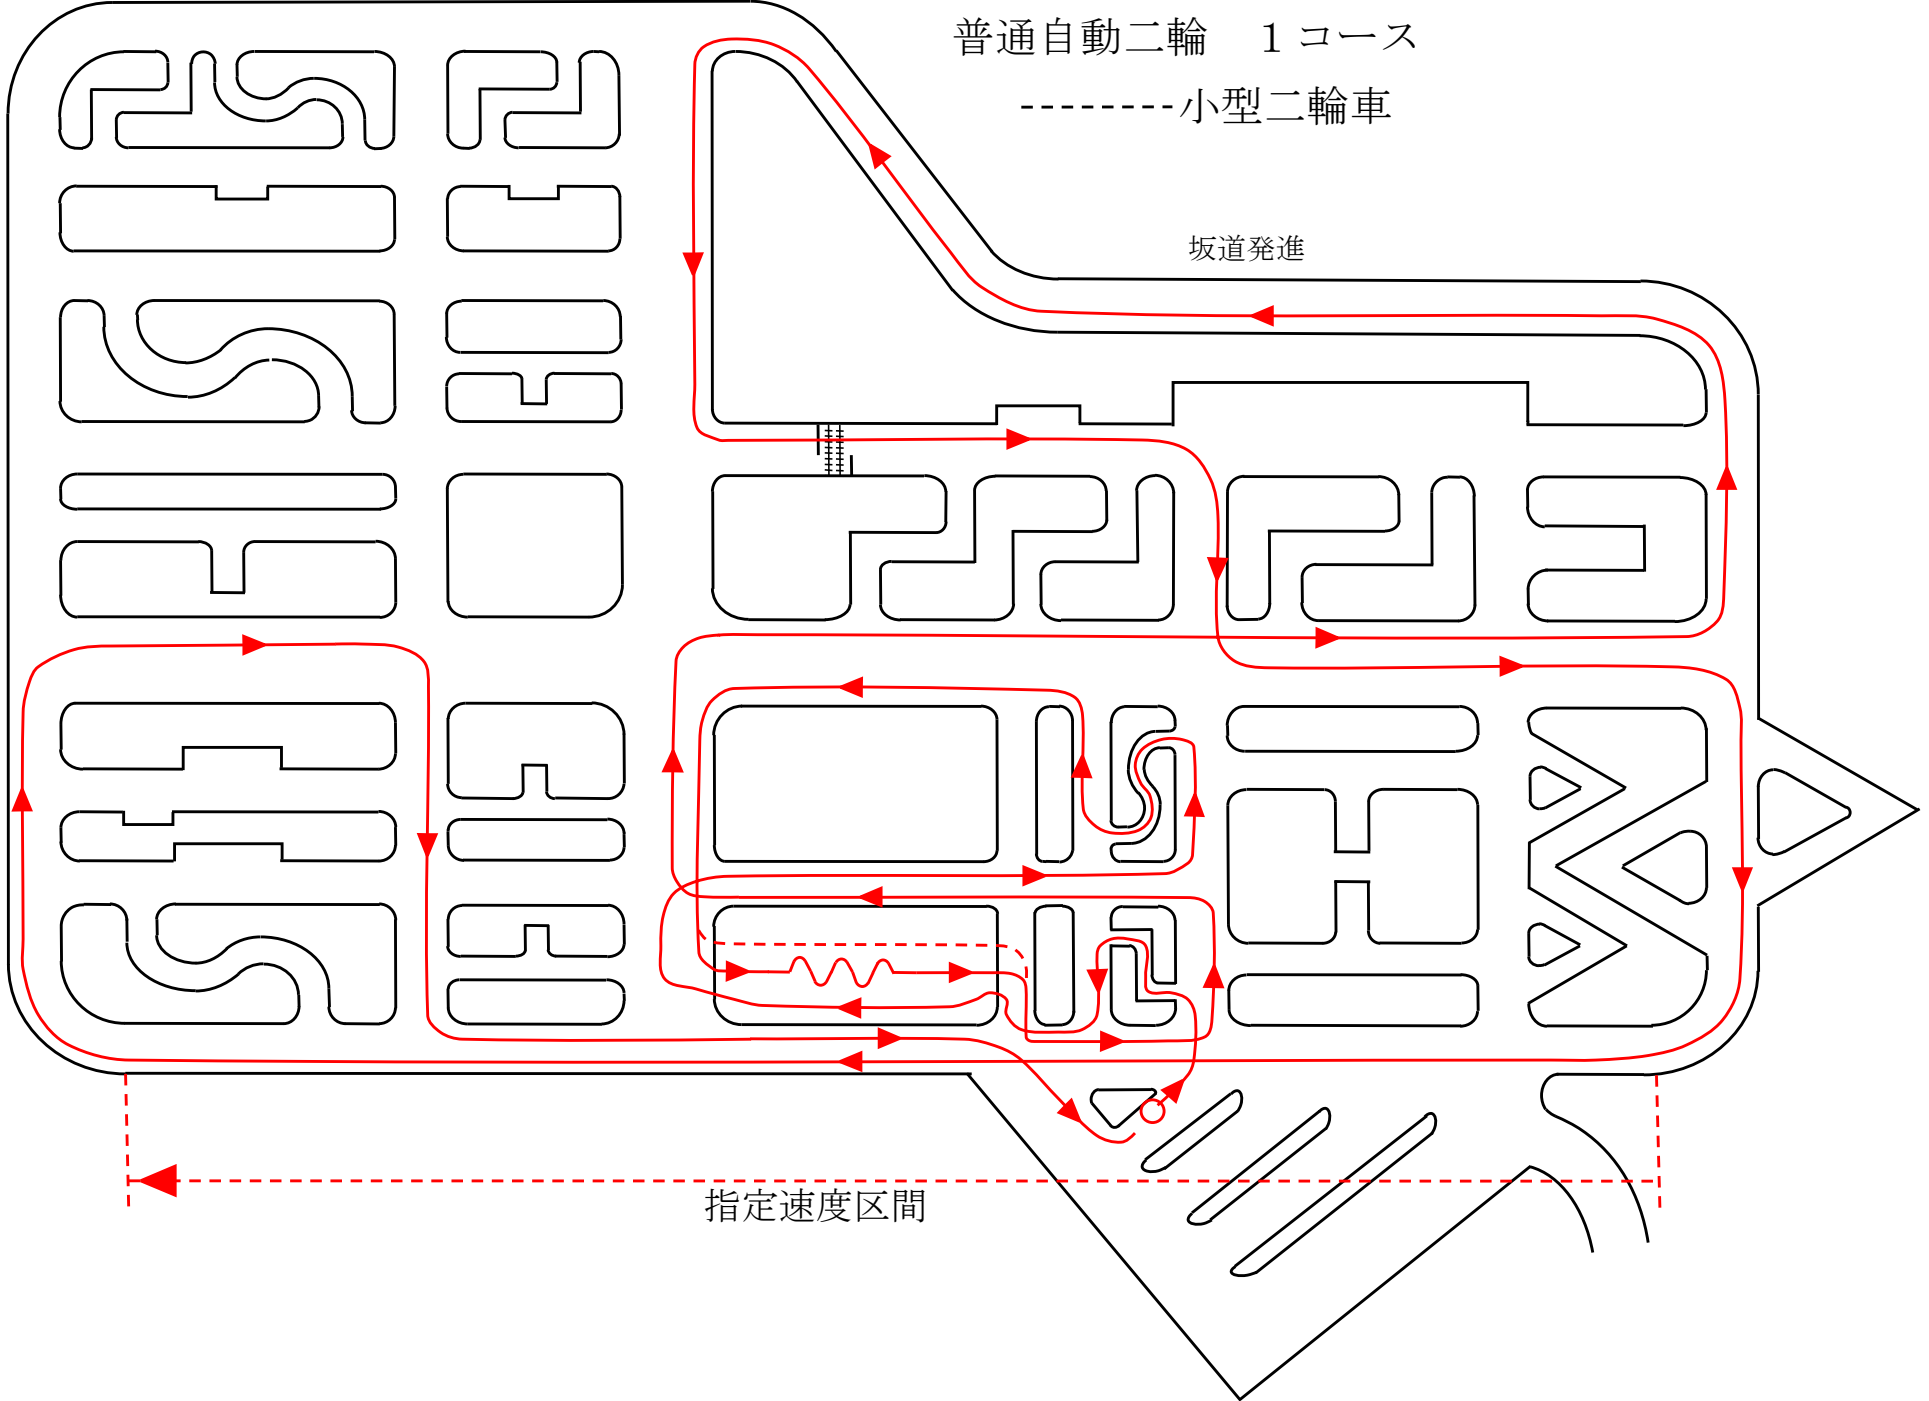 普通自動二輪　１コース
--------小型二輪車
坂道発進
指定速度区間